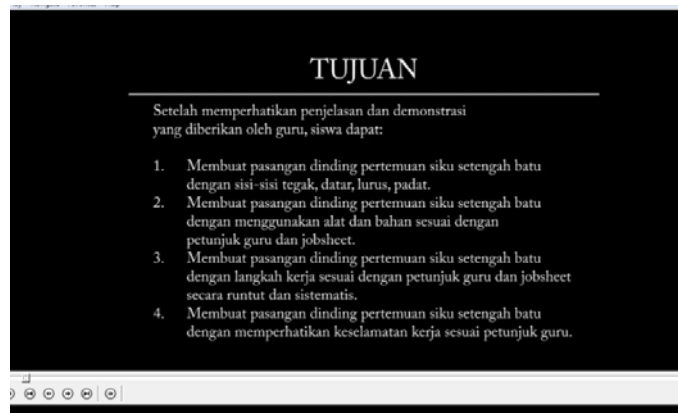 TUJUAN
Setelah memperhatikan penjelasan dan demonstrasi
yang diberikan oleh guru, siswa dapat:
1. Membuat pasangan dinding pertemuan siku setengah batu
dengan sisi-sisi tegak, datar, lurus, padat.
2. Membuat pasangan dinding pertemuan siku setengah batu
dengan menggunakan alat dan bahan sesuai dengan
petunjuk guru dan jobsheet.
3. Membuat pasangan dinding pertemuan siku setengah batu
dengan langkah kerja sesuai dengan petunjuk guru dan jobsheet
secara runtut dan sistematis.
4. Membuat pasangan dinding pertemuan siku setengah batu
dengan memperhatikan keselamatan kerja sesuai petunjuk guru.